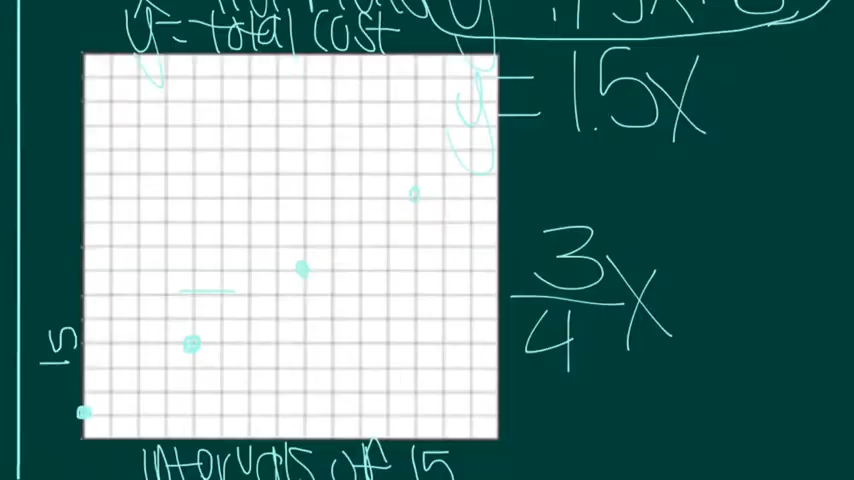 y = total cost
y = 1.5x
3/4 x
15
intervals of 15